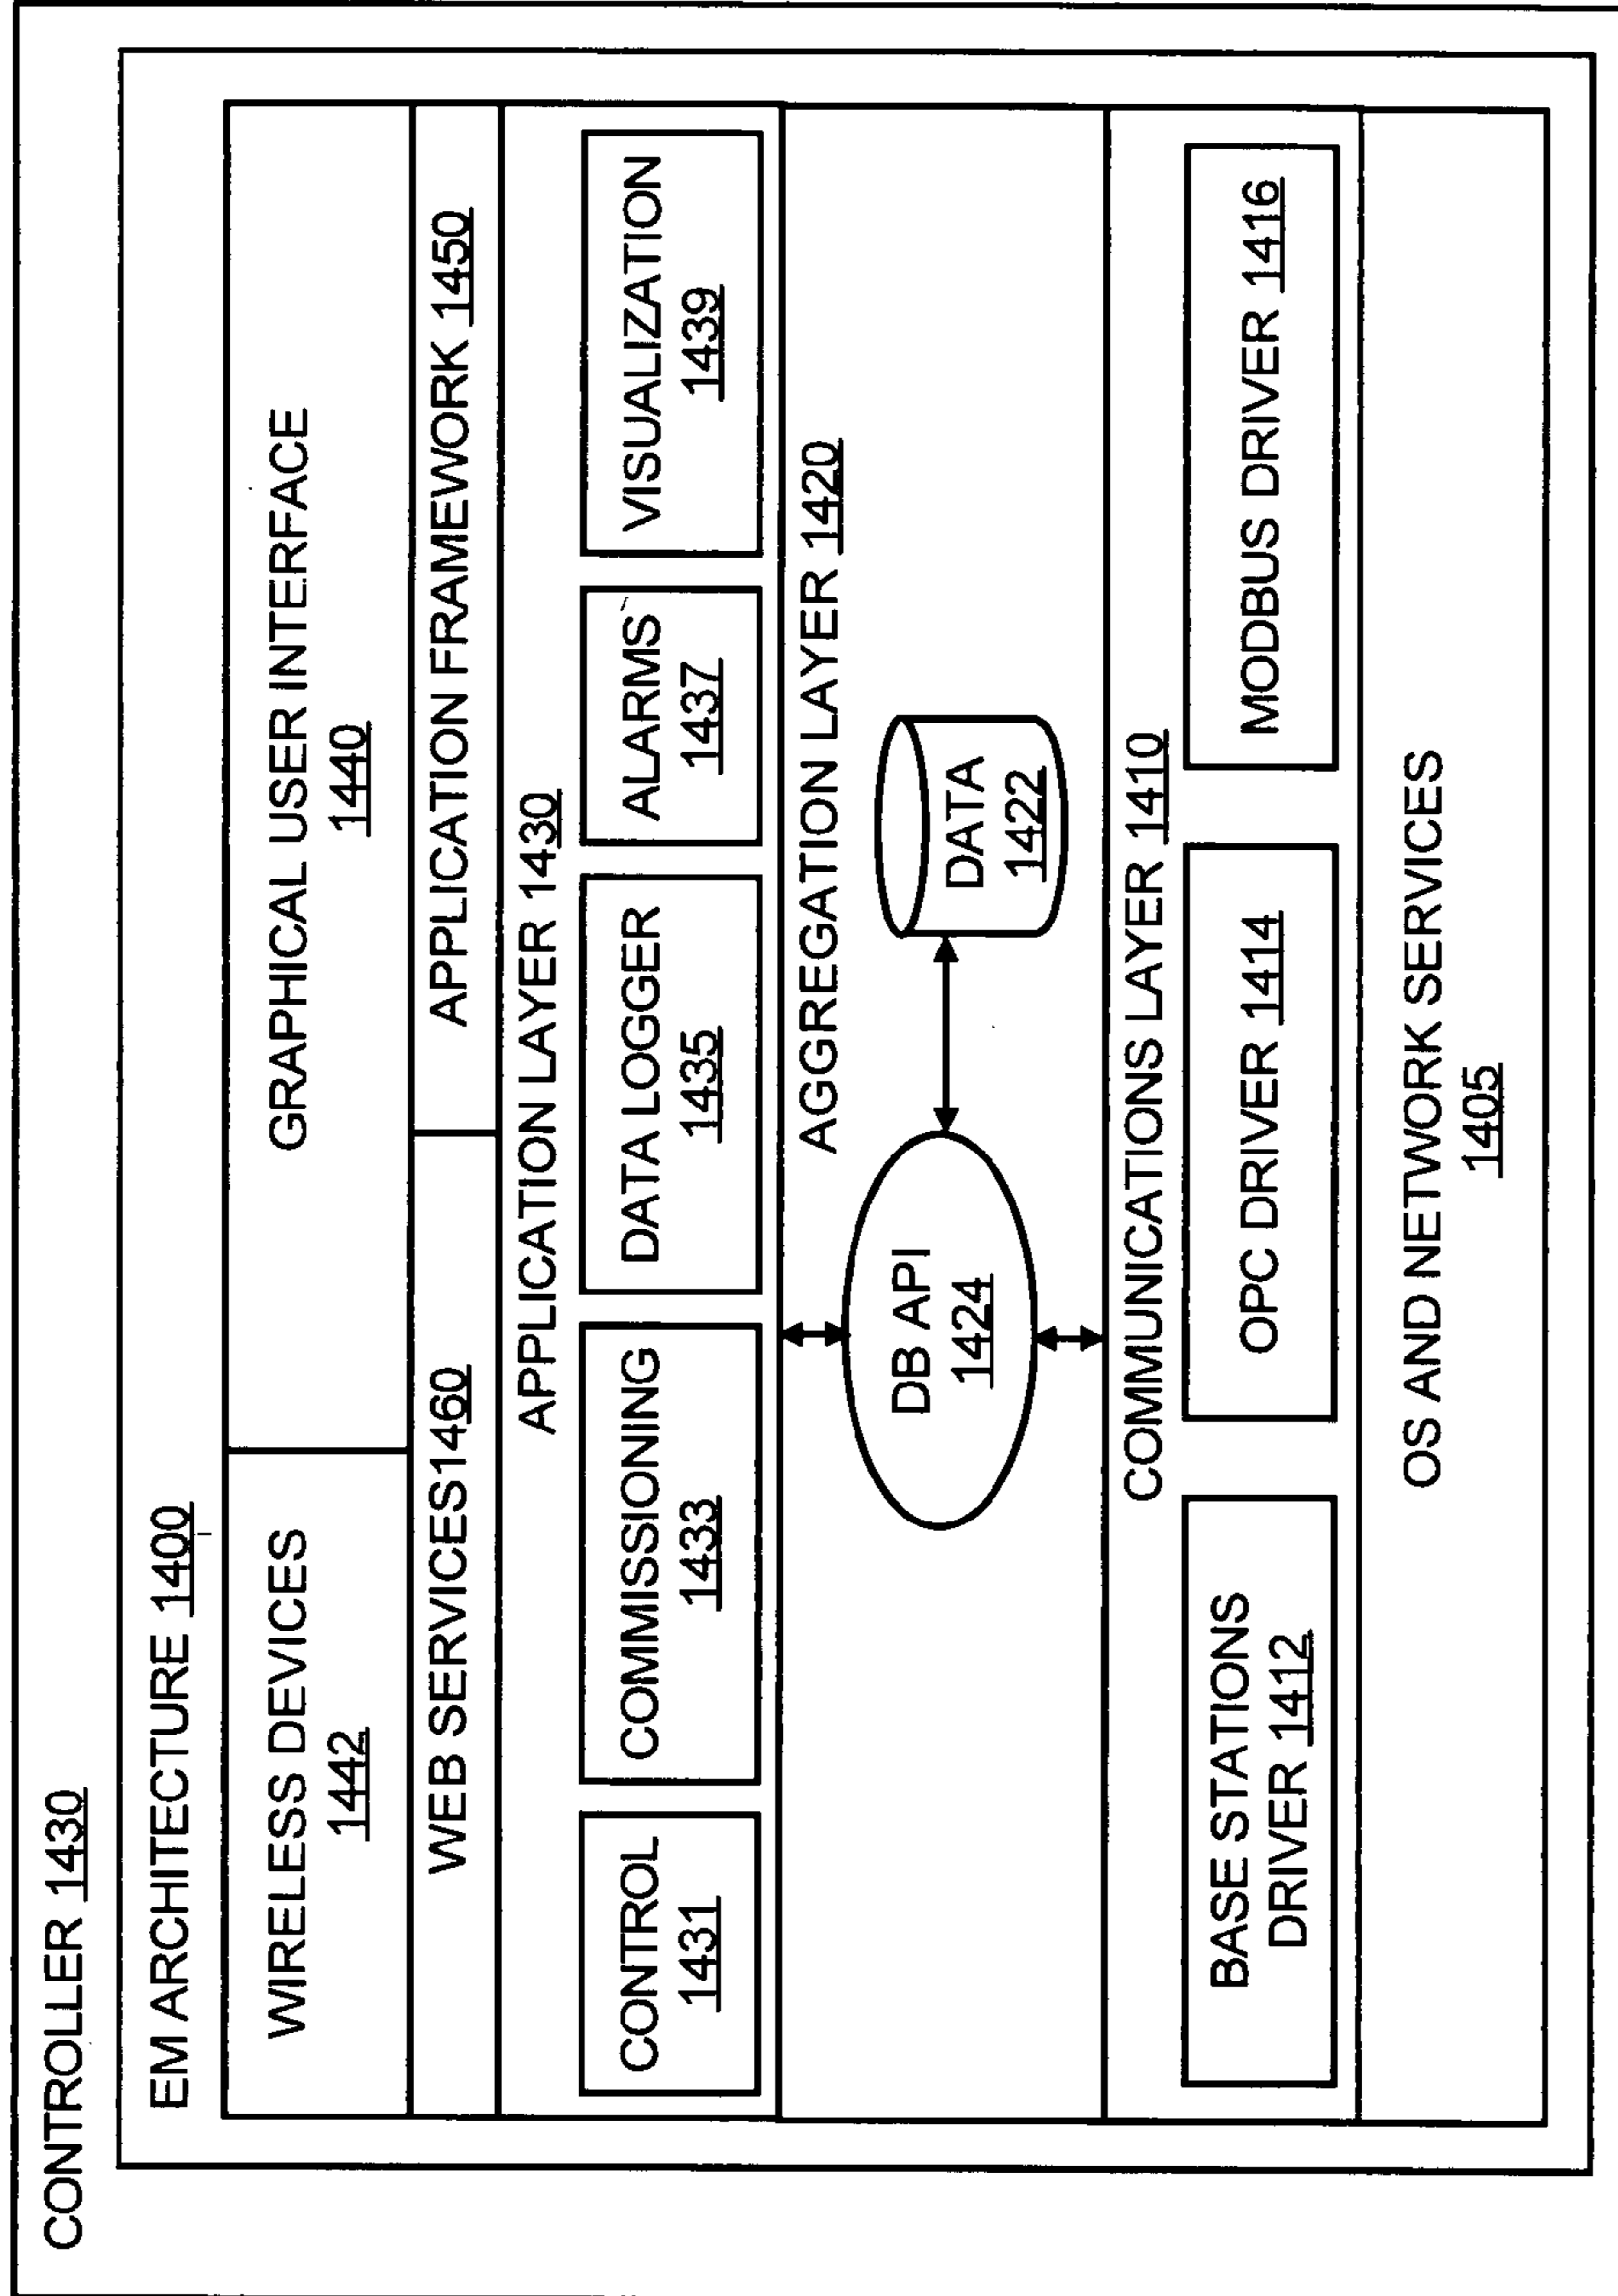 CONTROLLER 1430
EM ARCHITECTURE 1400
WIRELESS DEVICES
1442
GRAPHICAL USER INTERFACE
1440
WEB SERVICES1460
APPLICATION FRAMEWORK 1450
APPLICATION LAYER 1430
CONTROL
1431
COMMISSIONING
1433
DATA LOGGER
1435
ALARMS
1437
VISUALIZATION
1439
AGGREGATION LAYER 1420
DB API
1424
DATA
1422
COMMUNICATIONS LAYER 1410
BASE STATIONS
DRIVER 1412
OPC DRIVER 1414
MODBUS DRIVER 1416
OS AND NETWORK SERVICES
1405